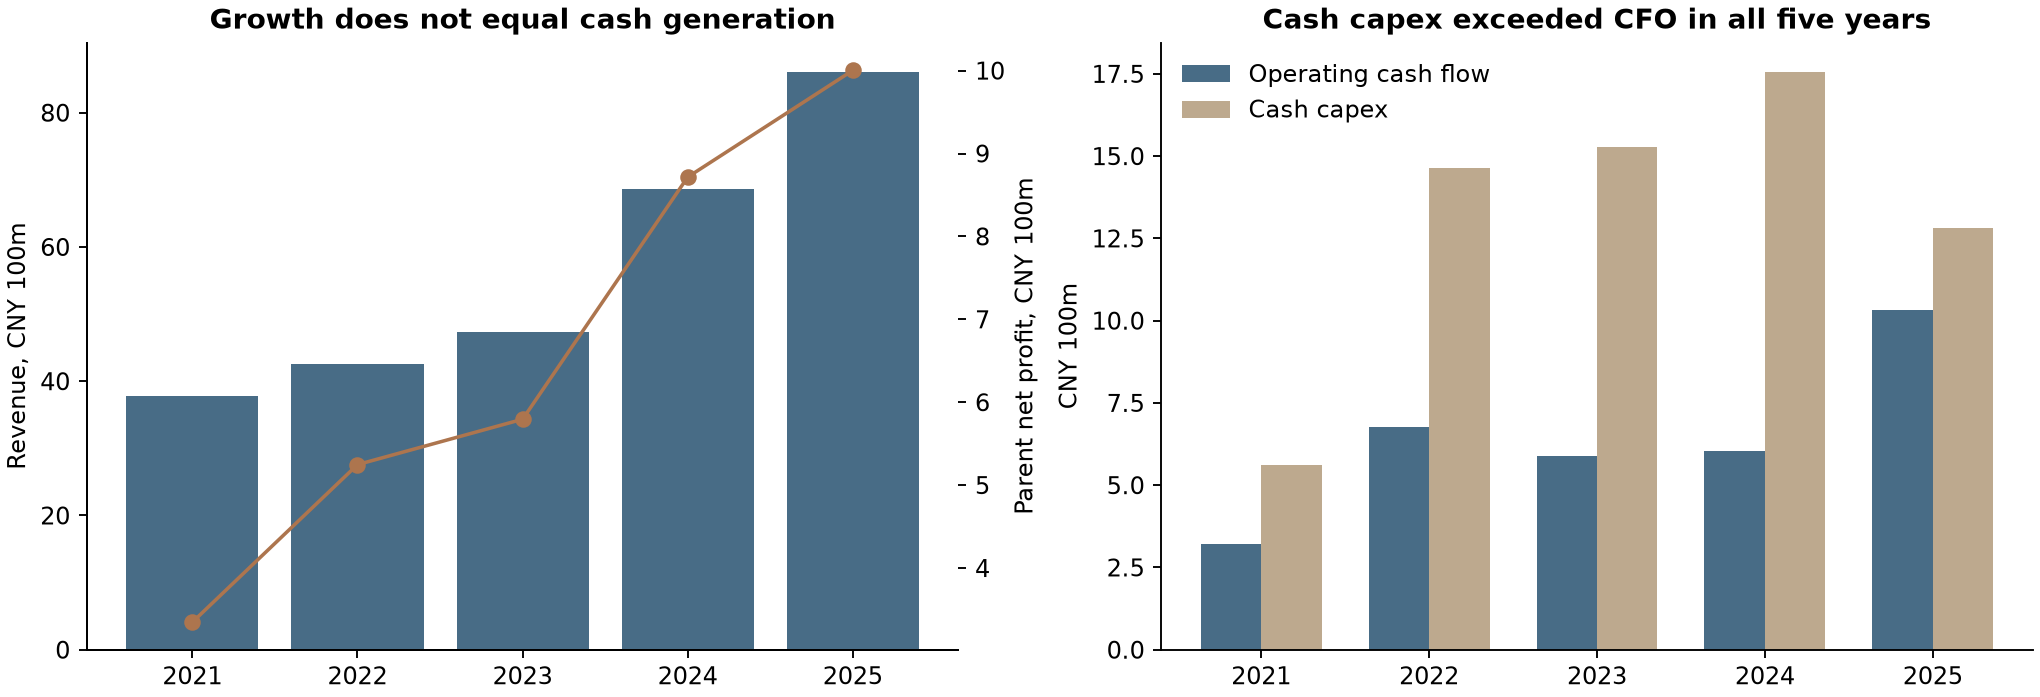 Growth does not equal cash generation
Revenue, CNY 100m
80
60
40
20
0
2021 2022 2023 2024 2025
10
9
8
7
6
5
4
Parent net profit, CNY 100m
Cash capex exceeded CFO in all five years
Operating cash flow
Cash capex
CNY 100m
17.5
15.0
12.5
10.0
7.5
5.0
2.5
0.0
2021 2022 2023 2024 2025